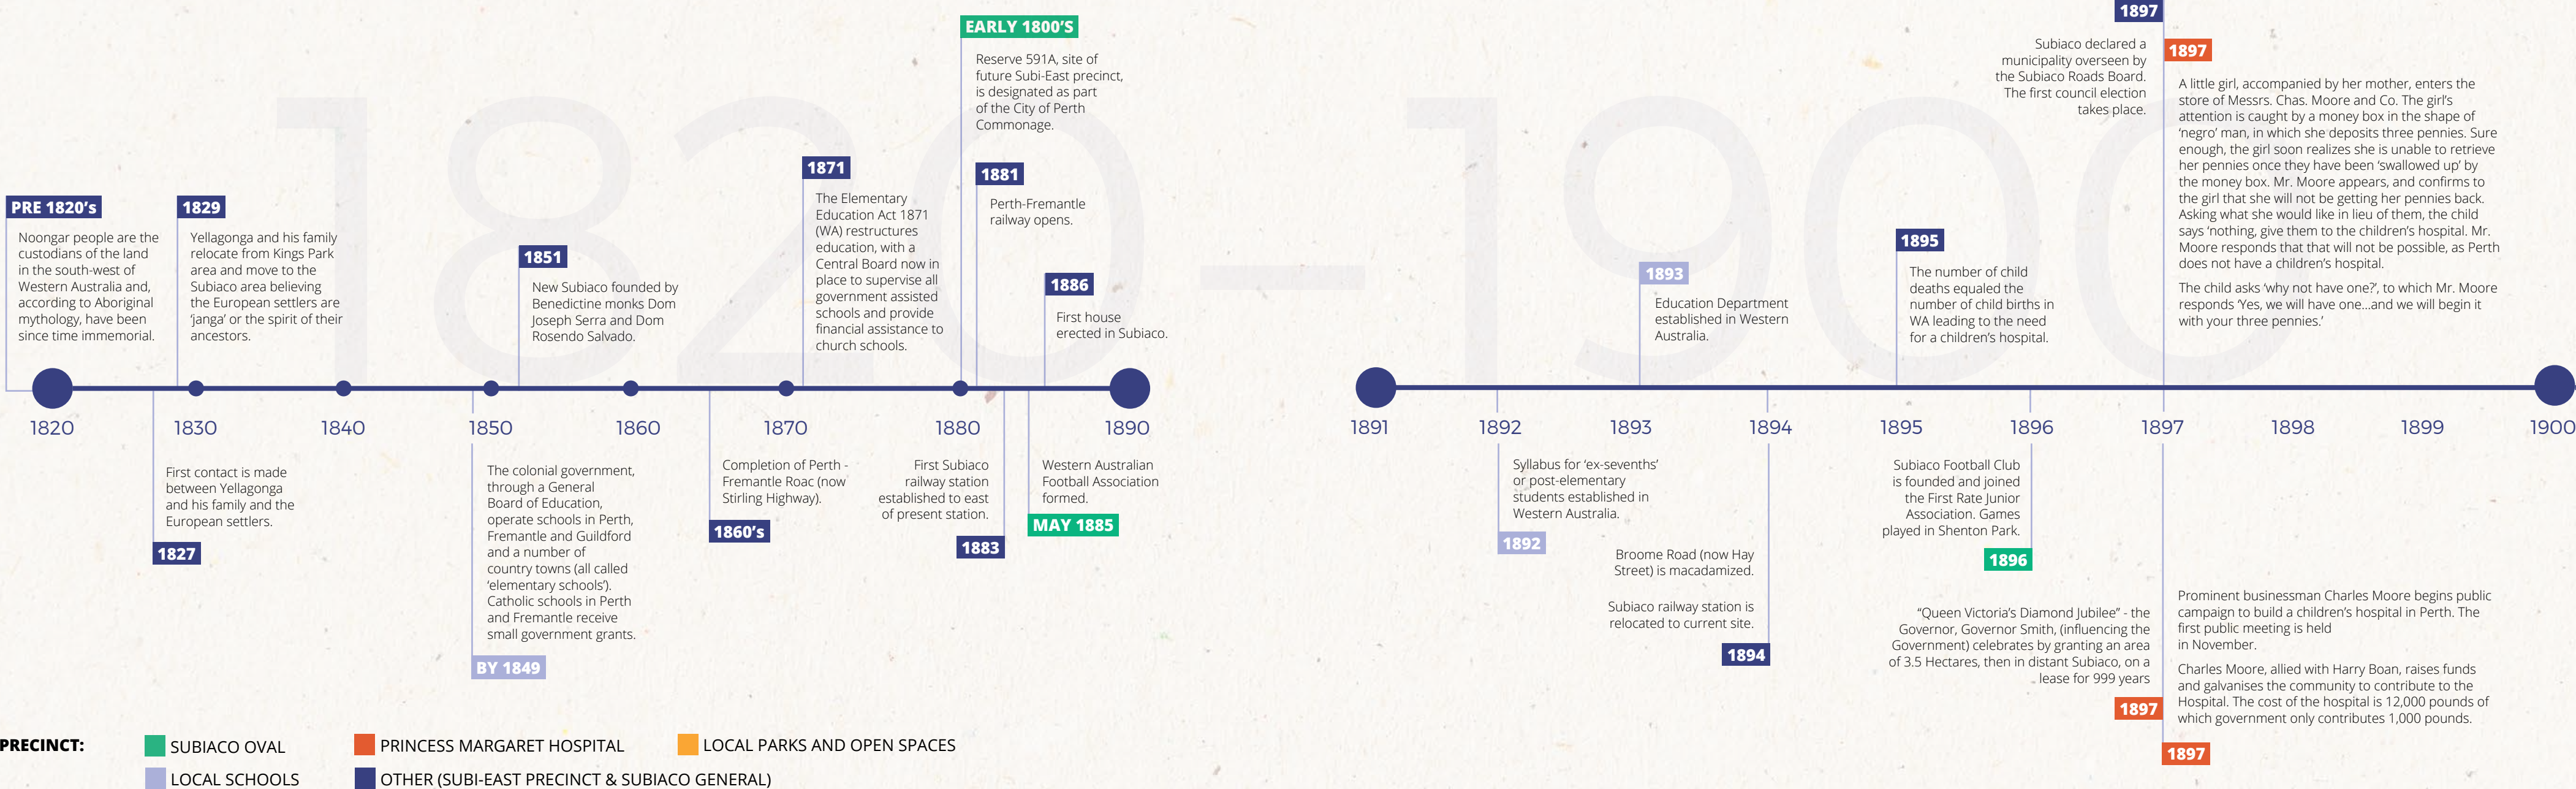 1820 – 1900
PRE 1820’s
Noongar people are the
custodians of the land
in the south-west of
Western Australia and,
according to Aboriginal
mythology, have been
since time immemorial.
1829
Yellagonga and his family
relocate from Kings Park
area and move to the
Subiaco area believing
the European settlers are
‘janga’ or the spirit of their
ancestors.
1851
New Subiaco founded by
Benedictine monks Dom
Joseph Serra and Dom
Rosendo Salvado.
1871
The Elementary
Education Act 1871
(WA) restructures
education, with a
Central Board now in
place to supervise all
government assisted
schools and provide
financial assistance to
church schools.
EARLY 1800’S
Reserve 591A, site of
future Subi-East precinct,
is designated as part
of the City of Perth
Commonage.
1881
Perth-Fremantle
railway opens.
1886
First house
erected in Subiaco.
1893
Education Department
established in Western
Australia.
1895
The number of child
deaths equaled the
number of child births in
WA leading to the need
for a children’s hospital.
1897
Subiaco declared a
municipality overseen by
the Subiaco Roads Board.
The first council election
takes place.
1897
A little girl, accompanied by her mother, enters the
store of Messrs. Chas. Moore and Co. The girl’s
attention is caught by a money box in the shape of
‘negro’ man, in which she deposits three pennies. Sure
enough, the girl soon realizes she is unable to retrieve
her pennies once they have been ‘swallowed up’ by
the money box. Mr. Moore appears, and confirms to
the girl that she will not be getting her pennies back.
Asking what she would like in lieu of them, the child
says ‘nothing, give them to the children’s hospital. Mr.
Moore responds that that will not be possible, as Perth
does not have a children’s hospital.
The child asks ‘why not have one?’, to which Mr. Moore
responds ‘Yes, we will have one...and we will begin it
with your three pennies.’
1820 1830 1840 1850 1860 1870 1880 1890
1891 1892 1893 1894 1895 1896 1897 1898 1899 1900
First contact is made
between Yellagonga
and his family and the
European settlers.
1827
The colonial government,
through a General
Board of Education,
operate schools in Perth,
Fremantle and Guildford
and a number of
country towns (all called
‘elementary schools’).
Catholic schools in Perth
and Fremantle receive
small government grants.
BY 1849
Completion of Perth -
Fremantle Roac (now
Stirling Highway).
1860’s
First Subiaco
railway station
established to east
of present station.
1883
Western Australian
Football Association
formed.
MAY 1885
Syllabus for ‘ex-sevenths’
or post-elementary
students established in
Western Australia.
1892
Broome Road (now Hay
Street) is macadamized.
Subiaco railway station is
relocated to current site.
1894
Subiaco Football Club
is founded and joined
the First Rate Junior
Association. Games
played in Shenton Park.
1896
“Queen Victoria’s Diamond Jubilee” - the
Governor, Governor Smith, (influencing the
Government) celebrates by granting an area
of 3.5 Hectares, then in distant Subiaco, on a
lease for 999 years
1897
Prominent businessman Charles Moore begins public
campaign to build a children’s hospital in Perth. The
first public meeting is held
in November.
Charles Moore, allied with Harry Boan, raises funds
and galvanises the community to contribute to the
Hospital. The cost of the hospital is 12,000 pounds of
which government only contributes 1,000 pounds.
1897
PRECINCT:
SUBIACO OVAL
PRINCESS MARGARET HOSPITAL
LOCAL PARKS AND OPEN SPACES
LOCAL SCHOOLS
OTHER (SUBI-EAST PRECINCT & SUBIACO GENERAL)